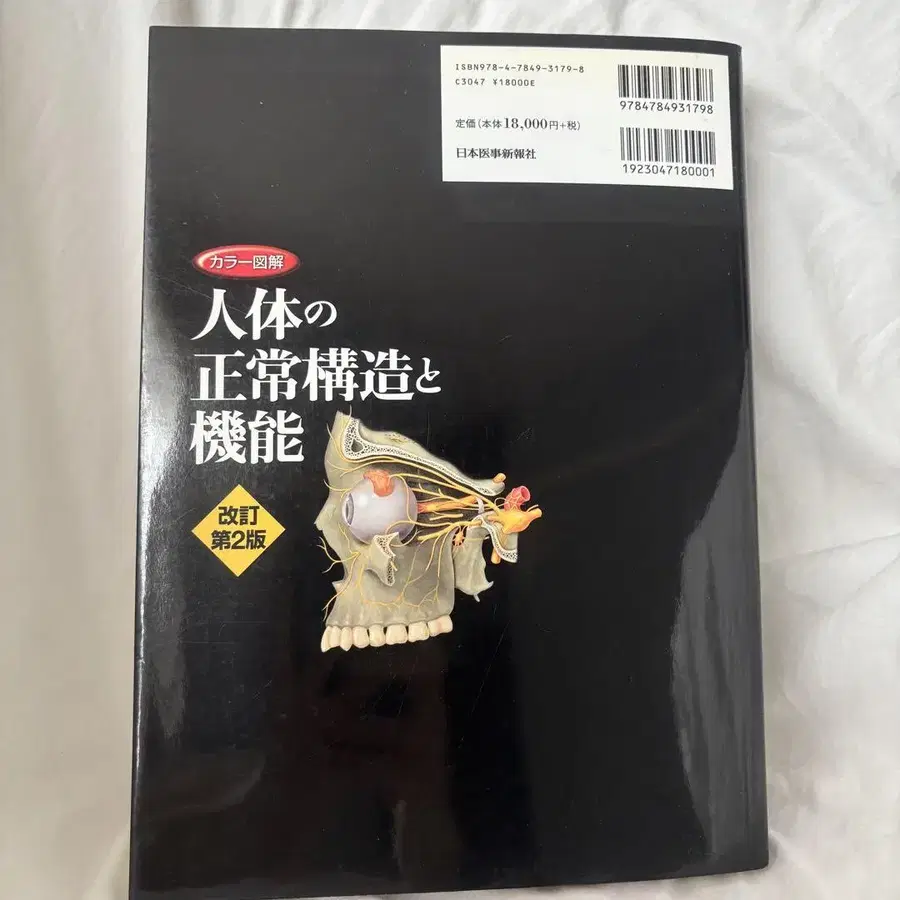 ISBN978-4-7849-3179-8
C3047 ¥18000E
9784784931798
定価(本体18,000円+税)
日本医事新報社
1923047180001
カラー図解
人体の
正常構造と
機能
改訂
第2版